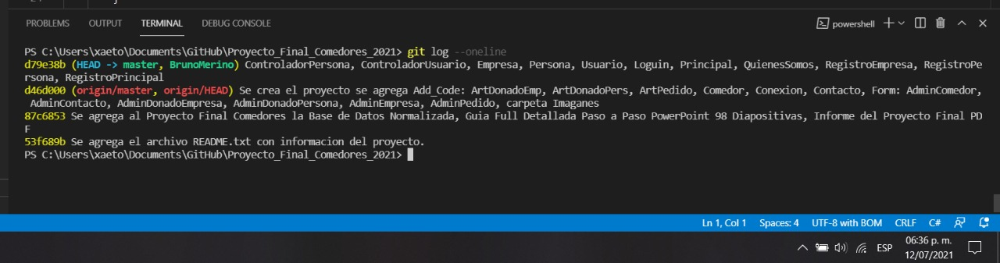 PROBLEMS OUTPUT TERMINAL DEBUG CONSOLE powershell
PS C:\Users\xaeto\Documents\GitHub\Proyecto_Final_Comedores_2021> git log --oneline
d79e38b (HEAD -> master, BrunoMerino) ControladorPersona, ControladorUsuario, Empresa, Persona, Usuario, Loguin, Principal, QuienesSomos, RegistroEmpresa, RegistroPe
rsona, RegistroPrincipal
d46d000 (origin/master, origin/HEAD) Se crea el proyecto se agrega Add_Code: ArtDonadoEmp, ArtDonadoPers, ArtPedido, Comedor, Conexion, Contacto, Form: AdminComedor,
AdminContacto, AdminDonadoEmpresa, AdminDonadoPersona, AdminEmpresa, AdminPedido, carpeta Imaganes
87c6853 Se agrega al Proyecto Final Comedores la Base de Datos Normalizada, Guia Full Detallada Paso a Paso PowerPoint 98 Diapositivas, Informe del Proyecto Final PD
F
53f689b Se agrega el archivo README.txt con informacion del proyecto.
PS C:\Users\xaeto\Documents\GitHub\Proyecto_Final_Comedores_2021>
Ln 1, Col 1 Spaces: 4 UTF-8 with BOM CRLF C#
06:36 p. m.
ESP
12/07/2021